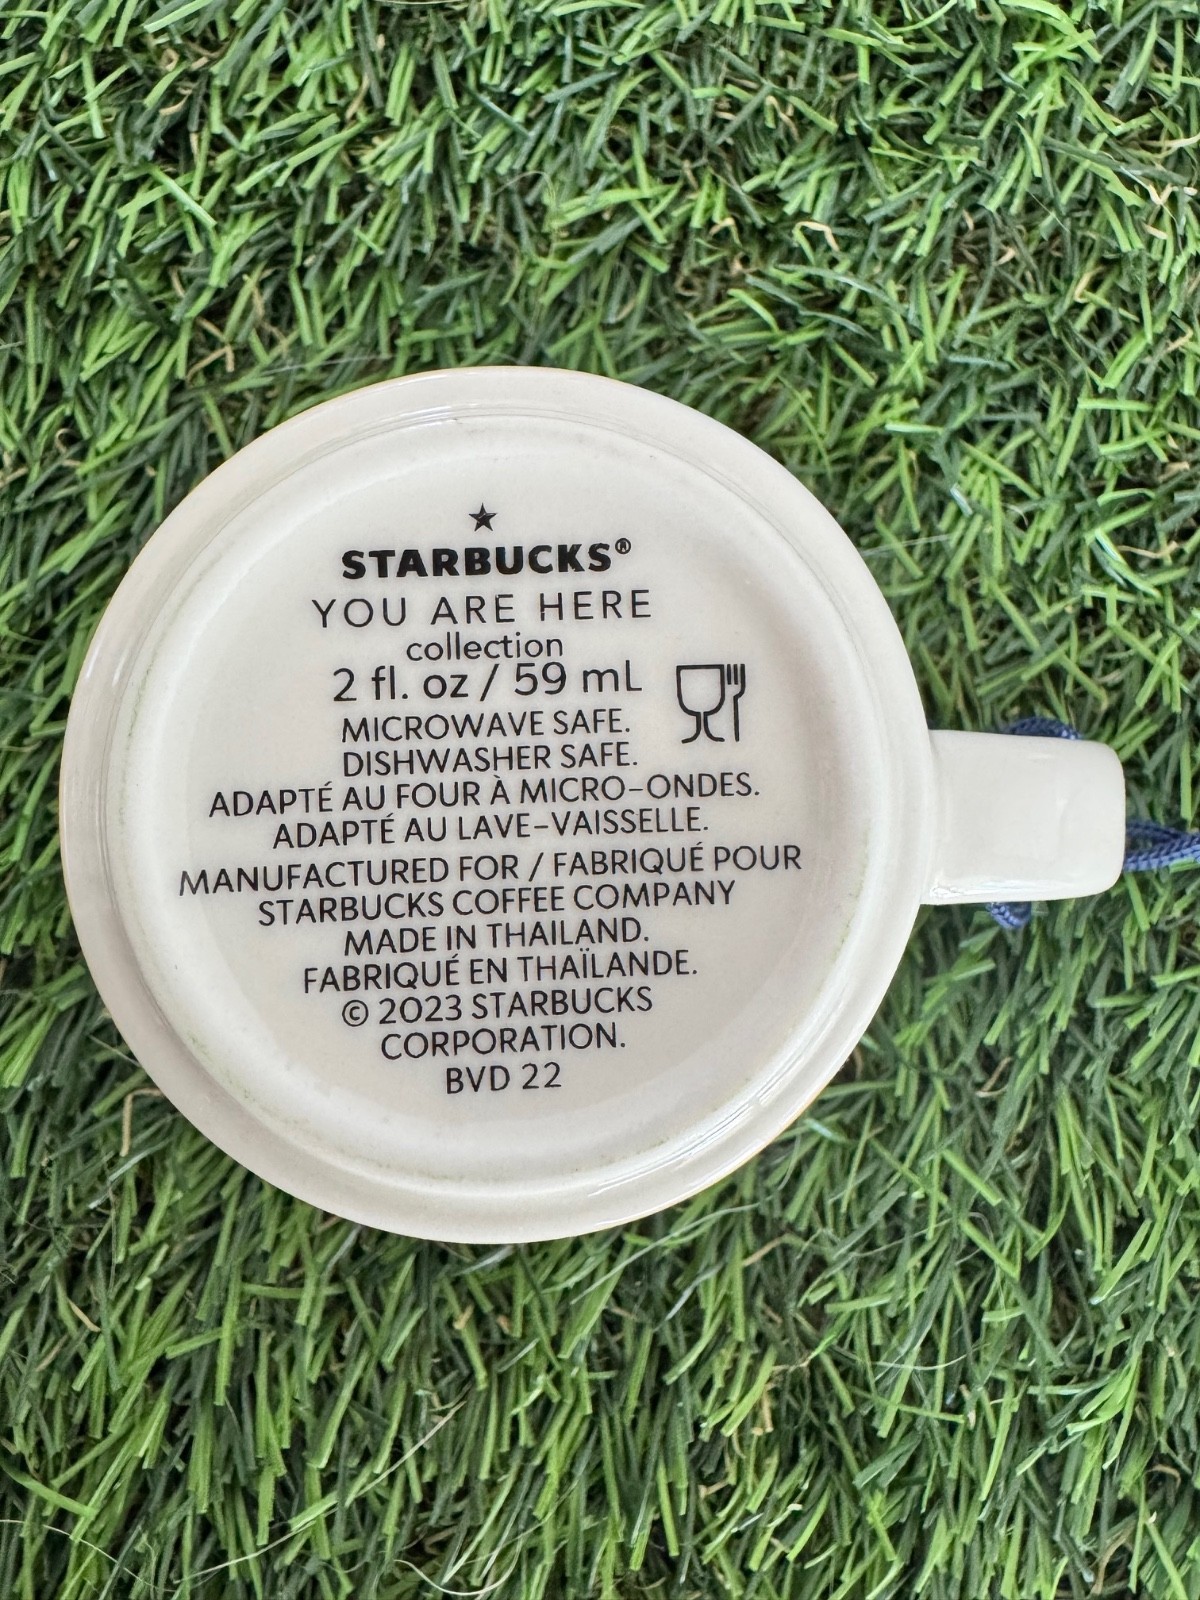 STARBUCKS®
YOU ARE HERE
collection
2 fl. oz / 59 mL
MICROWAVE SAFE.
DISHWASHER SAFE.
ADAPTÉ AU FOUR À MICRO-ONDES.
ADAPTÉ AU LAVE-VAISSELLE.
MANUFACTURED FOR / FABRIQUÉ POUR
STARBUCKS COFFEE COMPANY
MADE IN THAILAND.
FABRIQUÉ EN THAÏLANDE.
© 2023 STARBUCKS
CORPORATION.
BVD 22